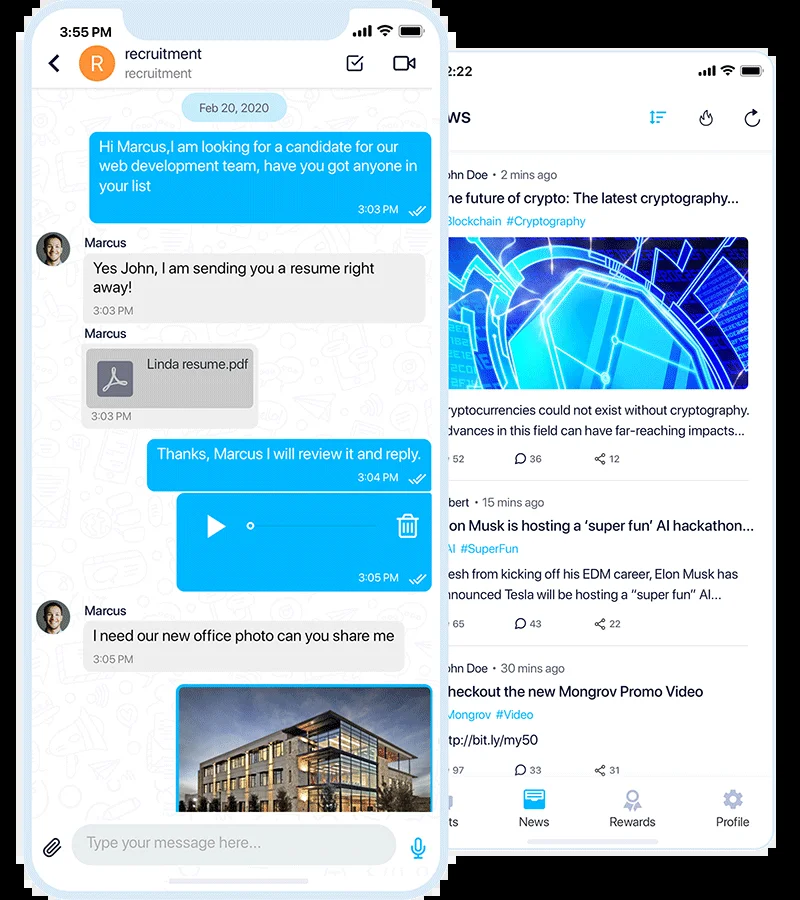 3:55 PM
R
recruitment
recruitment
Feb 20, 2020
Hi Marcus,I am looking for a candidate for our
web development team, have you got anyone in
your list
3:03 PM
Marcus
Yes John, I am sending you a resume right
away!
3:03 PM
Marcus
Linda resume.pdf
3:03 PM
Thanks, Marcus I will review it and reply.
3:04 PM
3:05 PM
Marcus
I need our new office photo can you share me
3:05 PM
Type your message here...
2:22
ws
ohn Doe • 2 mins ago
he future of crypto: The latest cryptography...
Blockchain #Cryptography
ryptocurrencies could not exist without cryptography.
dvances in this field can have far-reaching impacts...
52 36 12
bert • 15 mins ago
on Musk is hosting a ‘super fun’ AI hackathon...
AI #SuperFun
esh from kicking off his EDM career, Elon Musk has
nnounced Tesla will be hosting a “super fun” AI...
65 43 22
ohn Doe • 30 mins ago
heckout the new Mongrov Promo Video
Mongrov #Video
tp://bit.ly/my50
97 33 31
ts News Rewards Profile